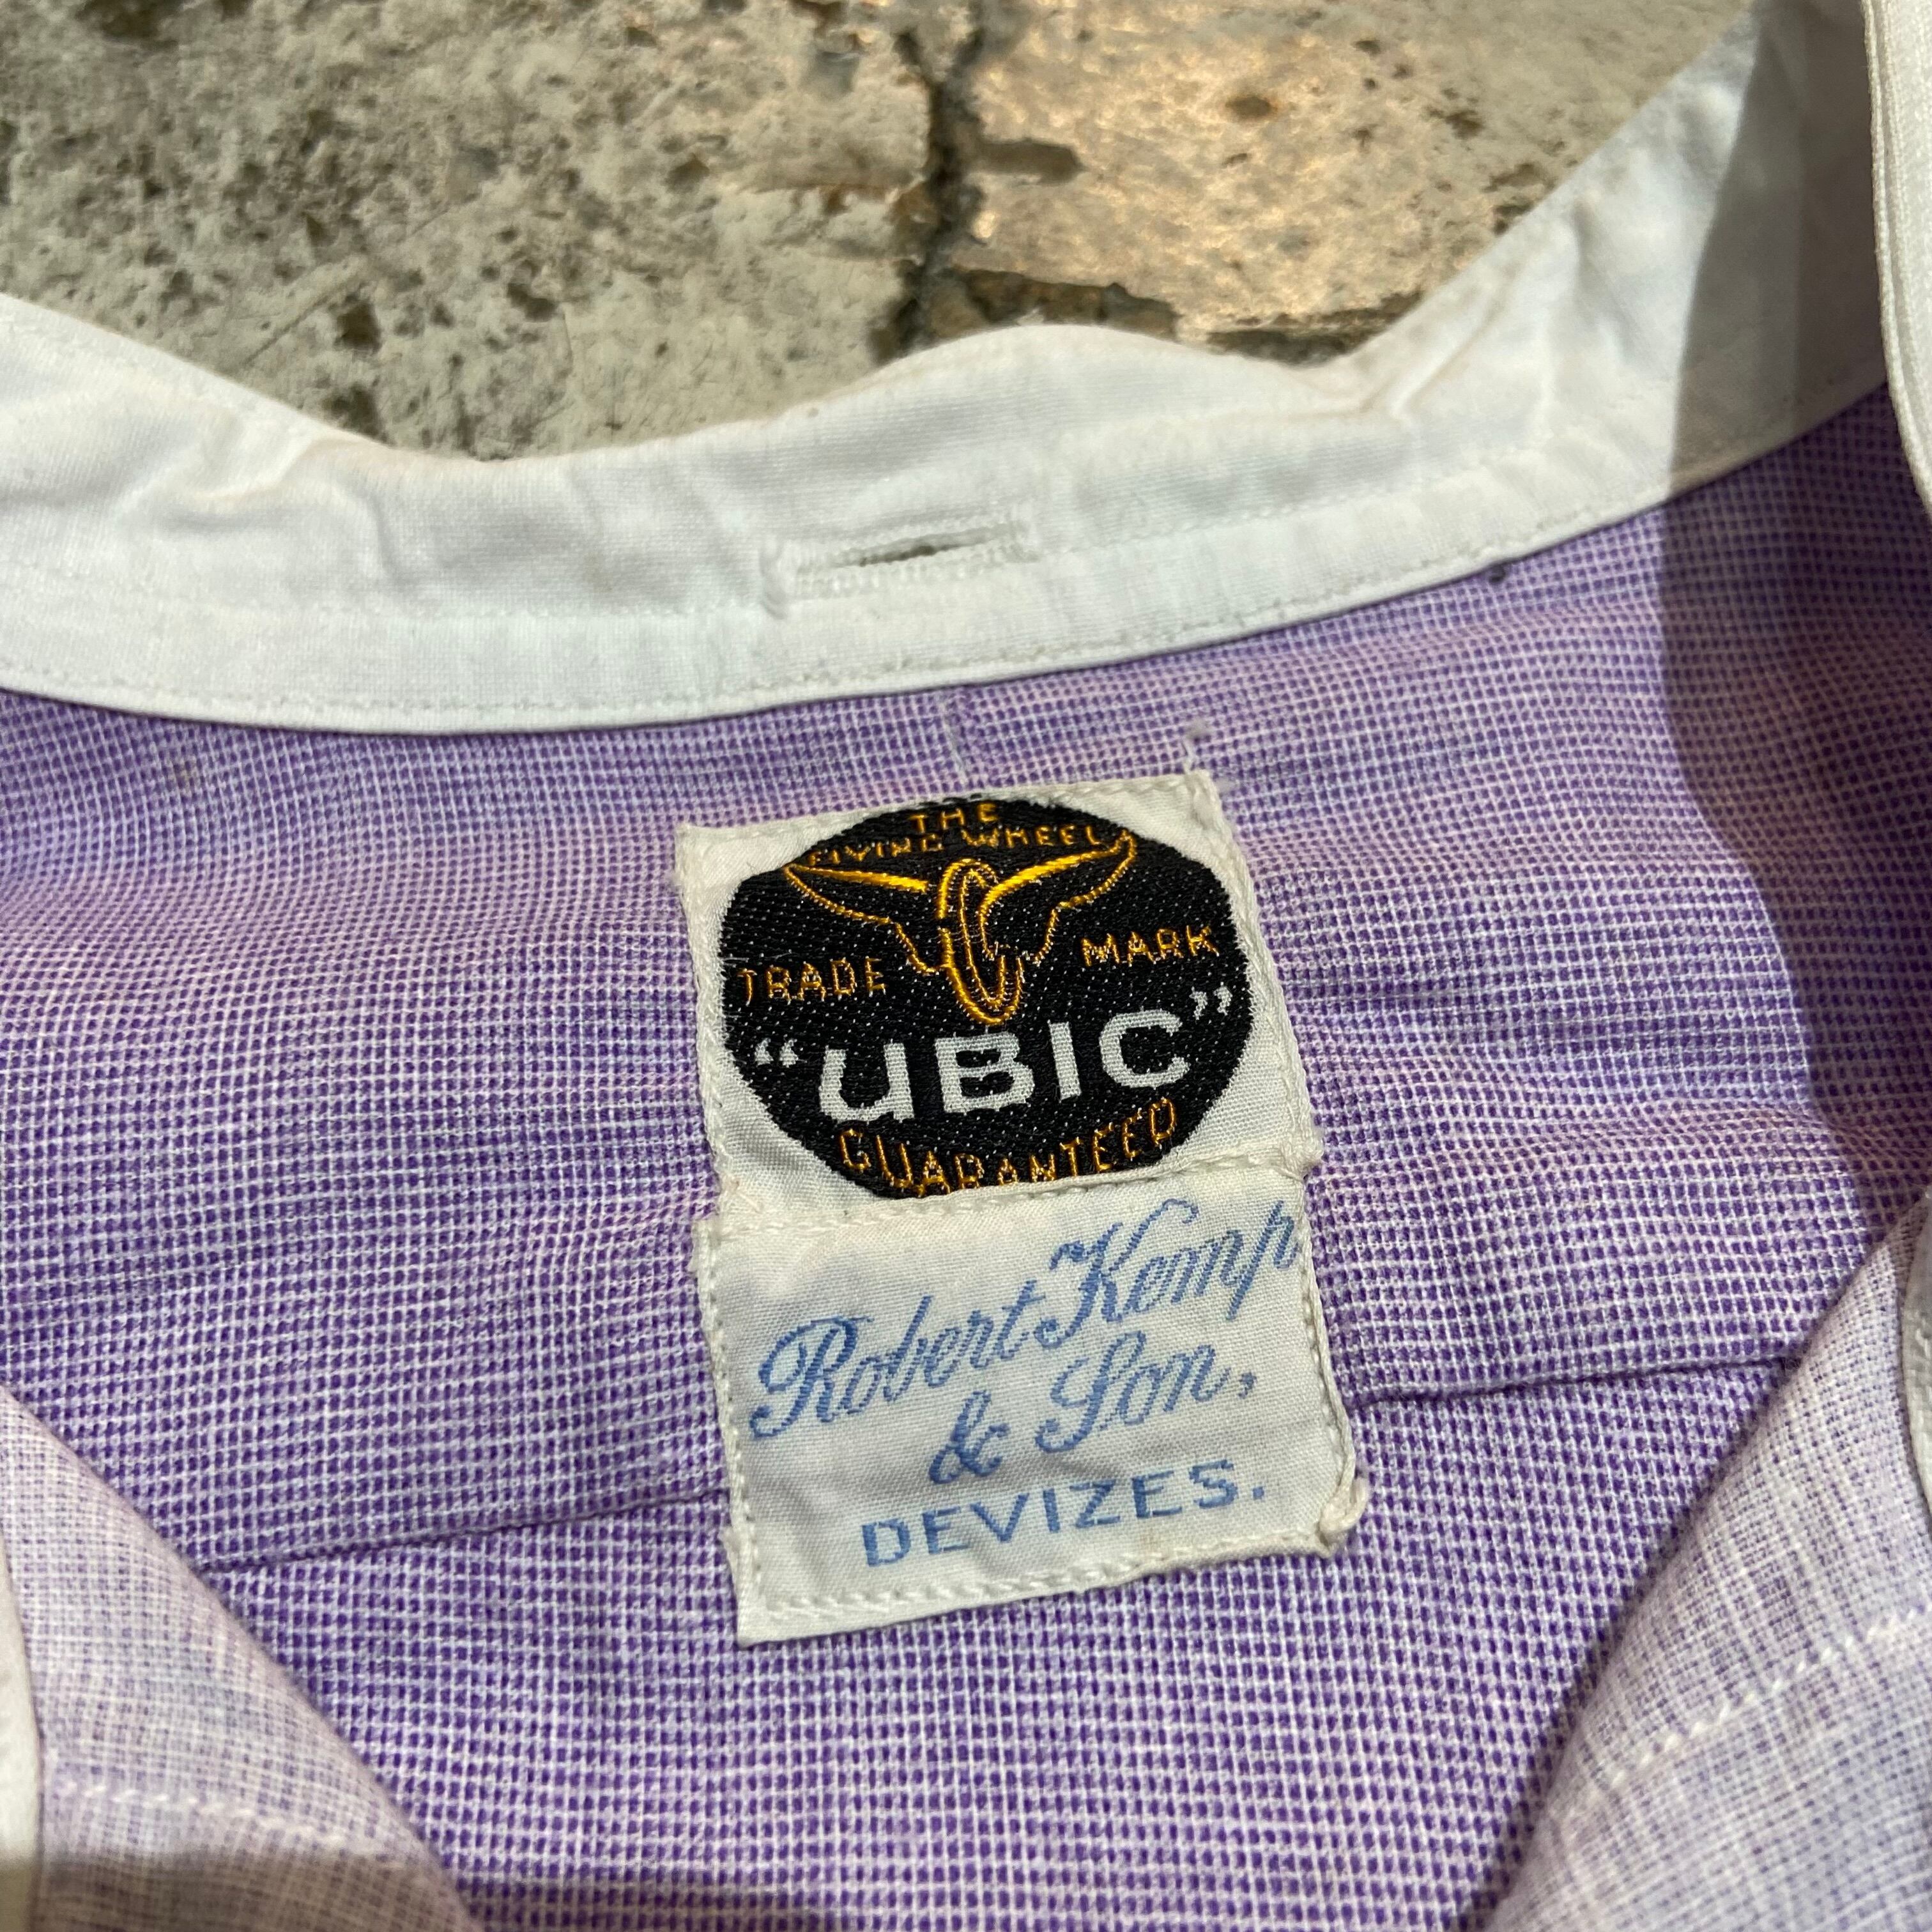 THE
FLYING WHEEL
TRADE MARK
"UBIC"
GUARANTEED
Robert Kemp
& Son,
DEVIZES.